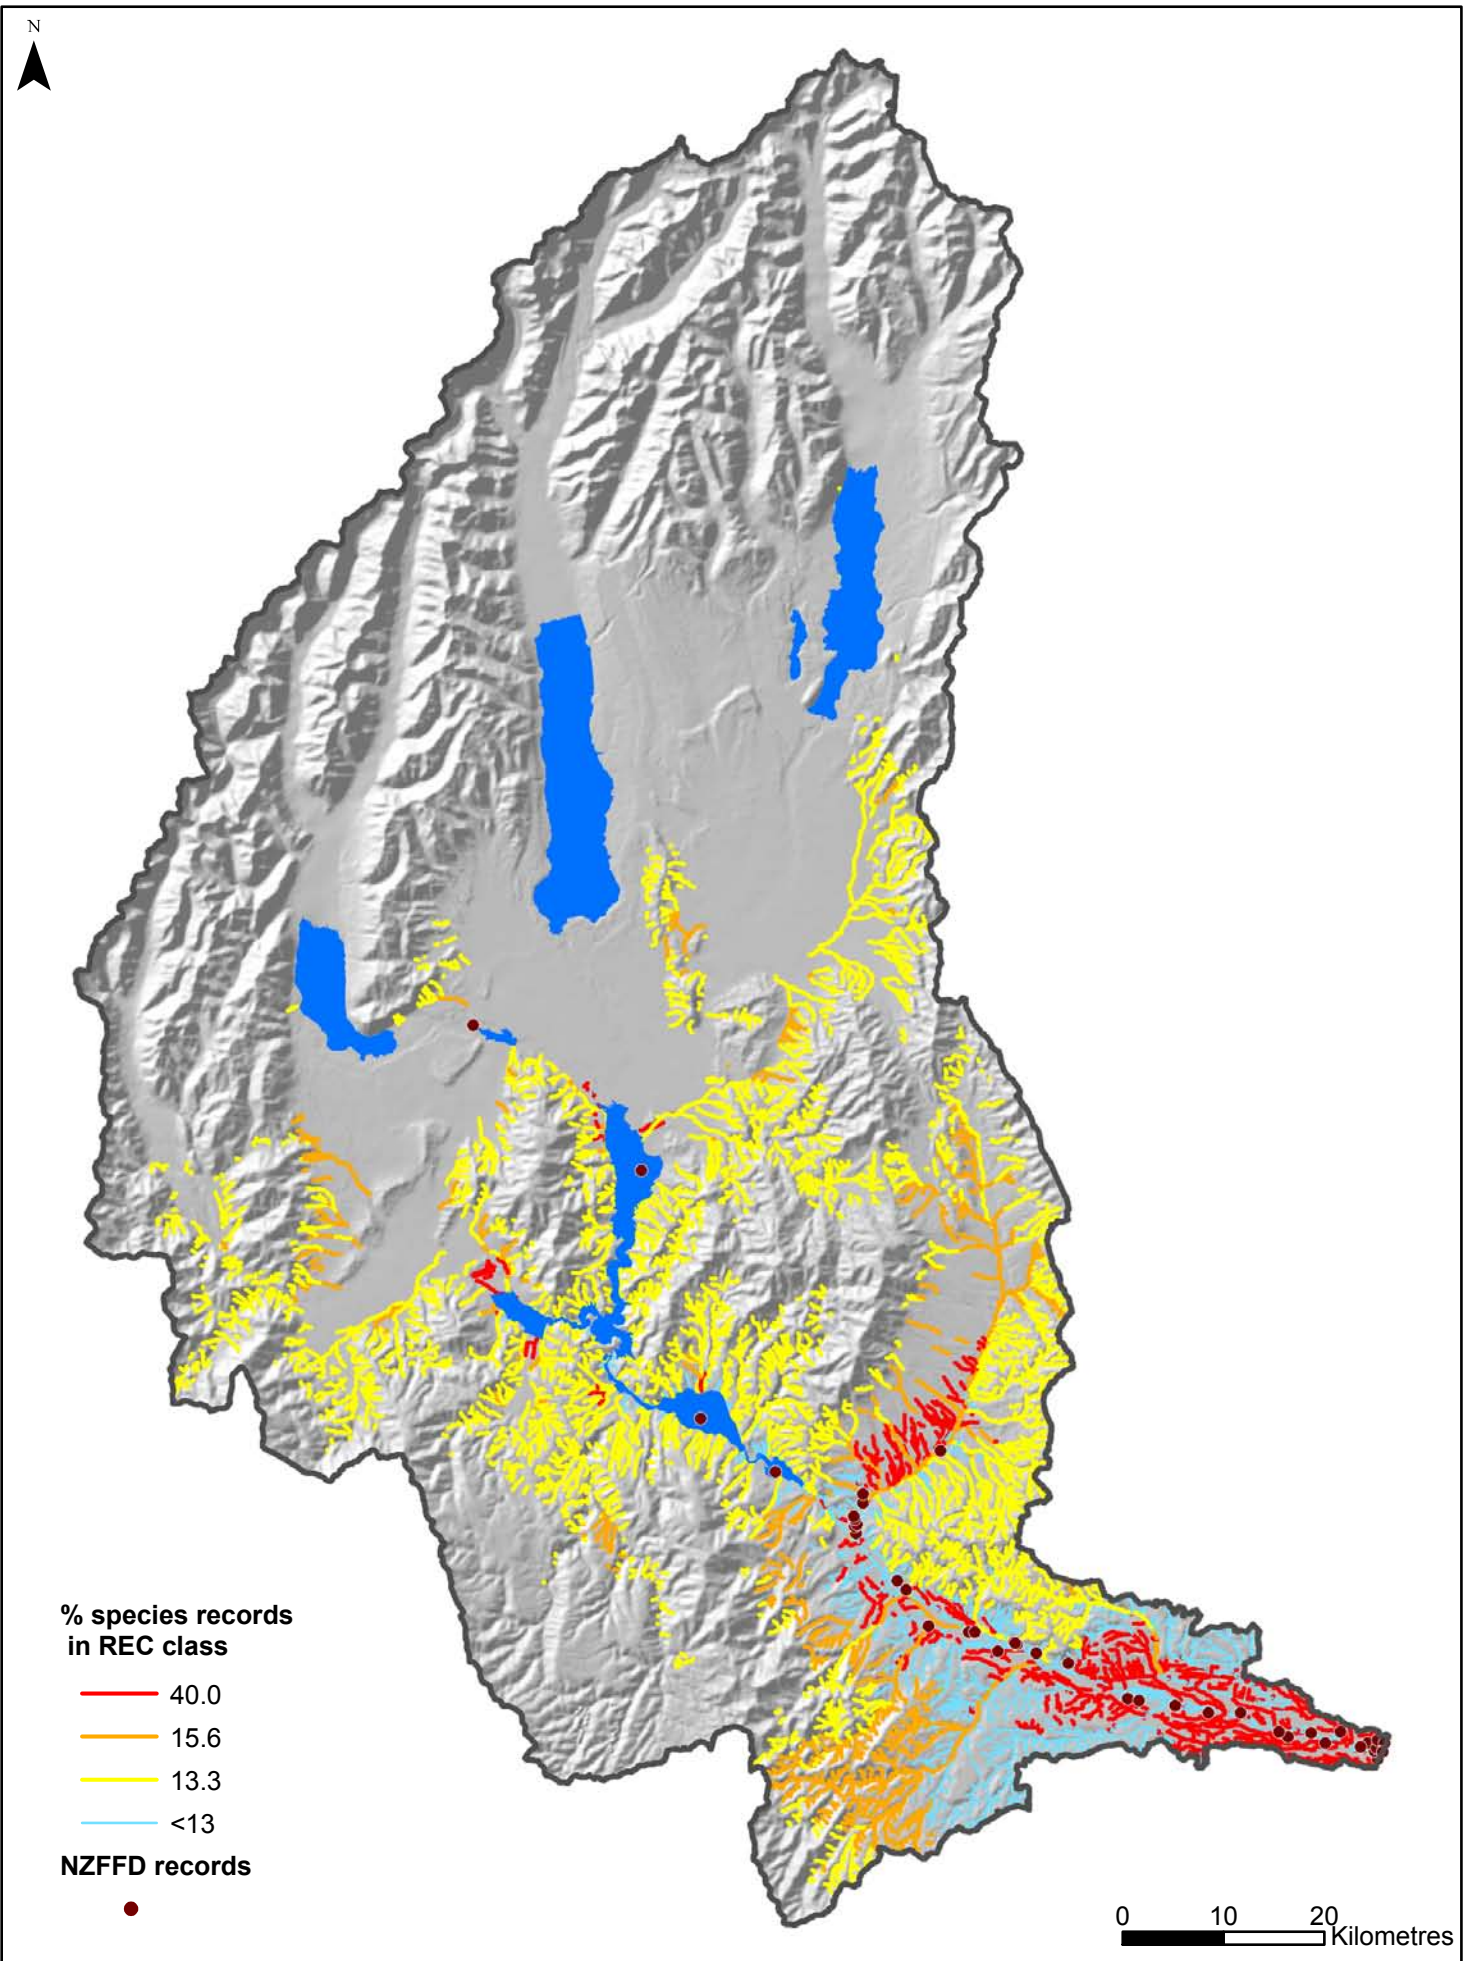 N
% species records
in REC class
40.0
15.6
13.3
<13
NZFFD records
0 10 20
Kilometres